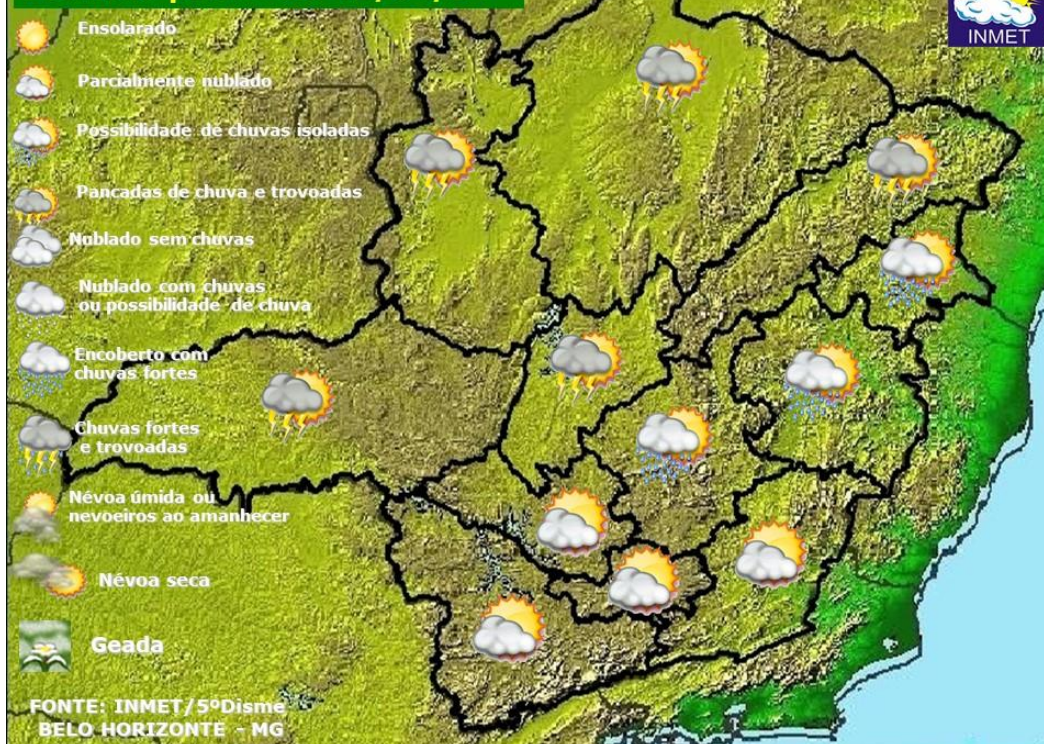 INMET
Ensolarado
Parcialmente nublado
Possibilidade de chuvas isoladas
Pancadas de chuva e trovoadas
Nublado sem chuvas
Nublado com chuvas
ou possibilidade de chuva
Encoberto com
chuvas fortes
Chuvas fortes
e trovoadas
Névoa úmida ou
nevoeiros ao amanhecer
Névoa seca
Geada
FONTE: INMET/5ºDisme
BELO HORIZONTE - MG